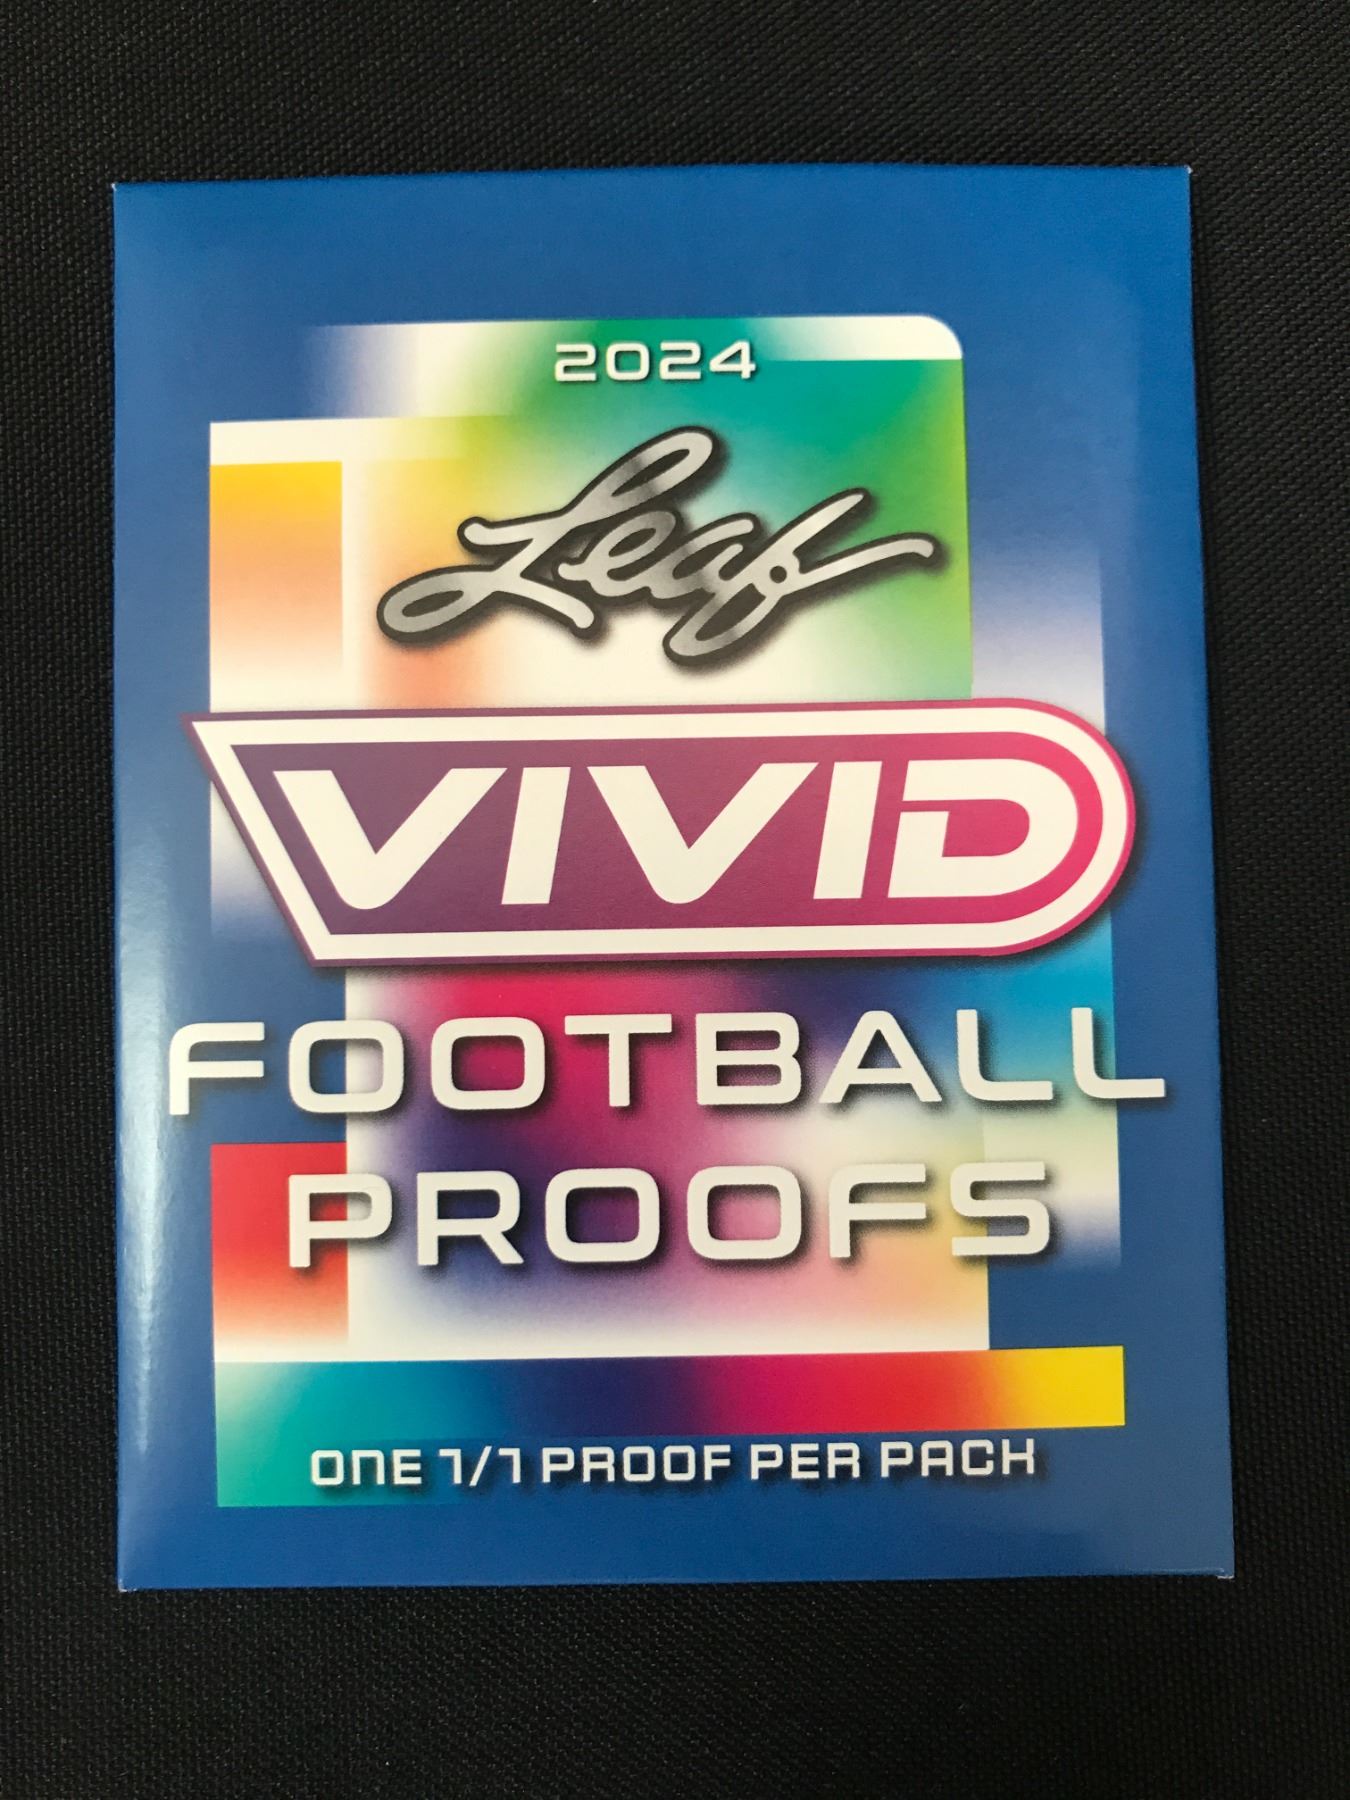 2024
Leaf
VIVID
FOOTBALL
PROOFS
ONE 1/1 PROOF PER PACK